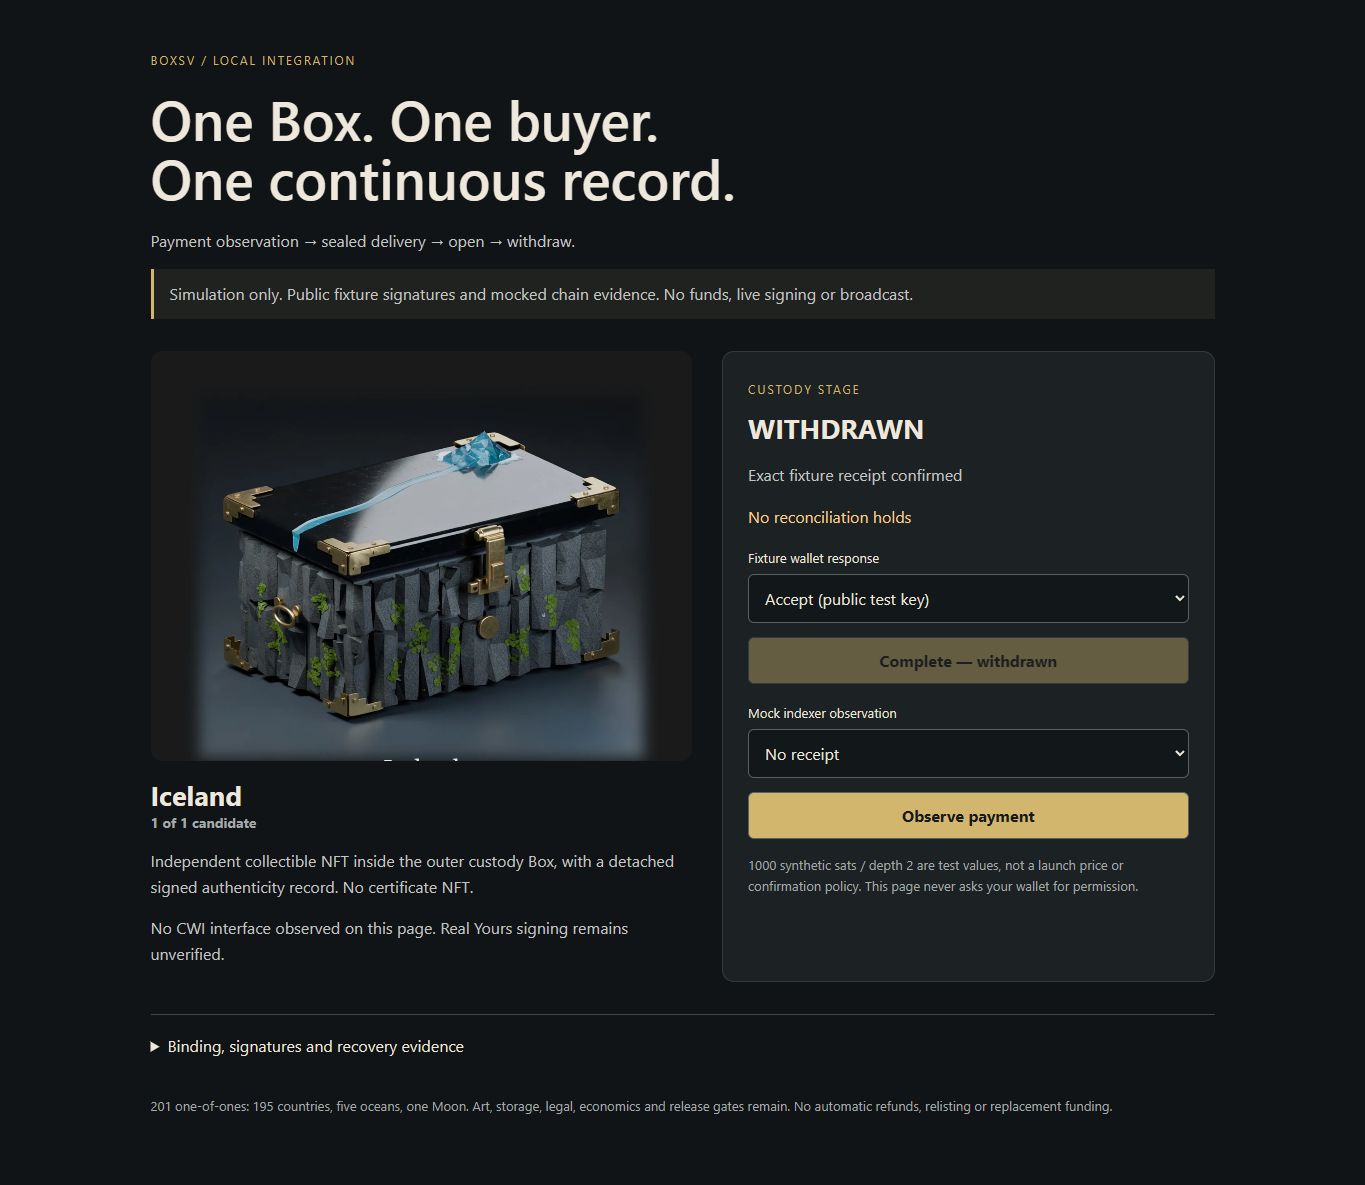 BOXSV / LOCAL INTEGRATION
One Box. One buyer.
One continuous record.
Payment observation → sealed delivery → open → withdraw.
Simulation only. Public fixture signatures and mocked chain evidence. No funds, live signing or broadcast.
Iceland
1 of 1 candidate
Independent collectible NFT inside the outer custody Box, with a detached
signed authenticity record. No certificate NFT.
No CWI interface observed on this page. Real Yours signing remains
unverified.
CUSTODY STAGE
WITHDRAWN
Exact fixture receipt confirmed
No reconciliation holds
Fixture wallet response
Accept (public test key)
Complete — withdrawn
Mock indexer observation
No receipt
Observe payment
1000 synthetic sats / depth 2 are test values, not a launch price or
confirmation policy. This page never asks your wallet for permission.
Binding, signatures and recovery evidence
201 one-of-ones: 195 countries, five oceans, one Moon. Art, storage, legal, economics and release gates remain. No automatic refunds, relisting or replacement funding.